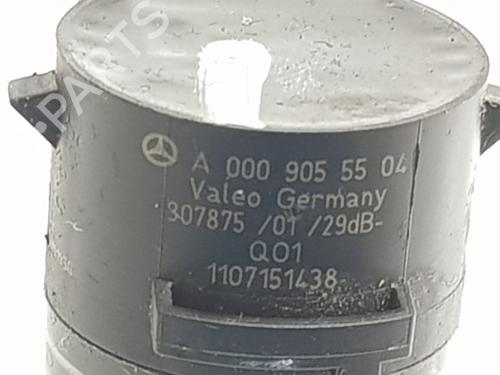 A 000 905 55 04
Valeo Germany
307875 /01 /29dB-
Q01
1107151438
PARTS